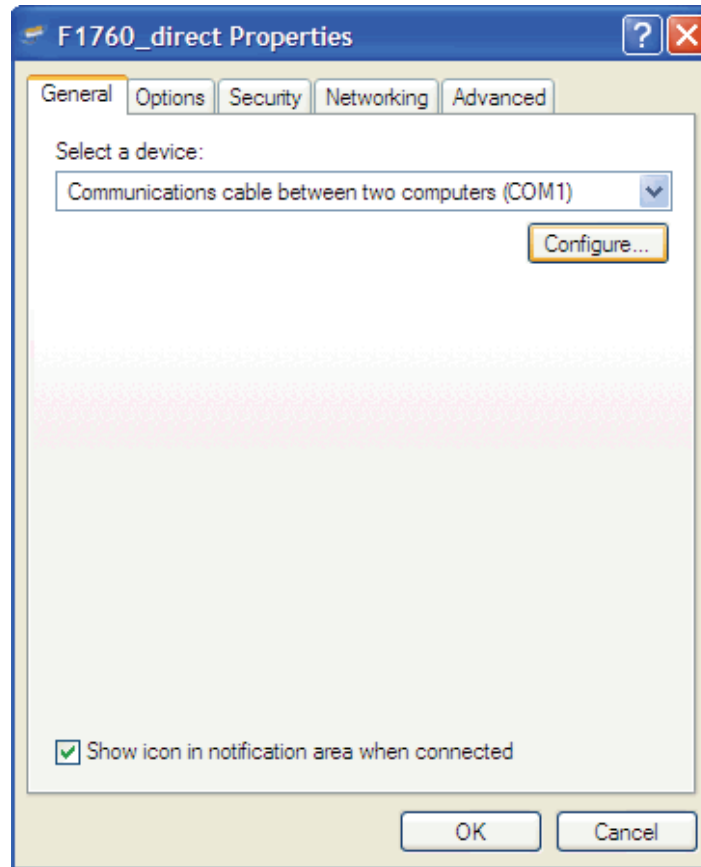 F1760_direct Properties
General Options Security Networking Advanced
Select a device:
Communications cable between two computers (COM1)
Configure...
Show icon in notification area when connected
OK Cancel